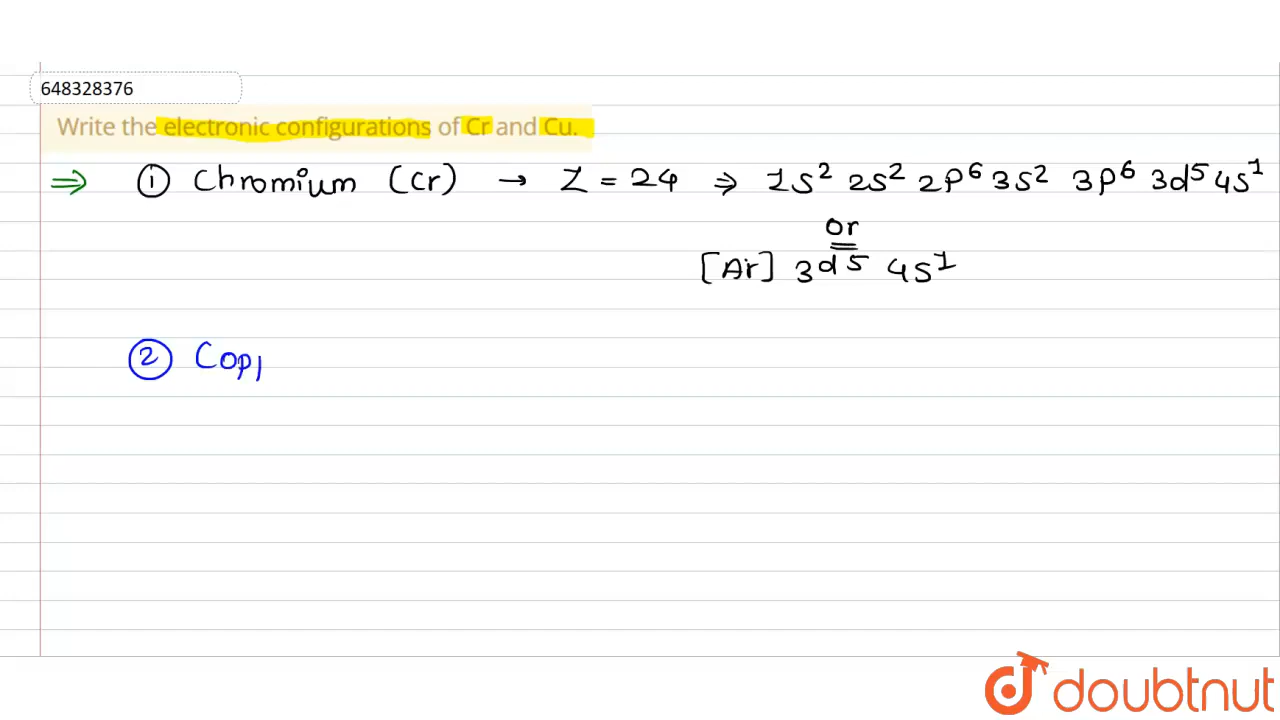 648328376
Write the electronic configurations of Cr and Cu.
⇒ ① Chromium (Cr) → Z = 24 ⇒ 1s² 2s² 2p⁶ 3s² 3p⁶ 3d⁵ 4s¹
or
[Ar] 3d⁵ 4s¹
② Cop
doubtnut